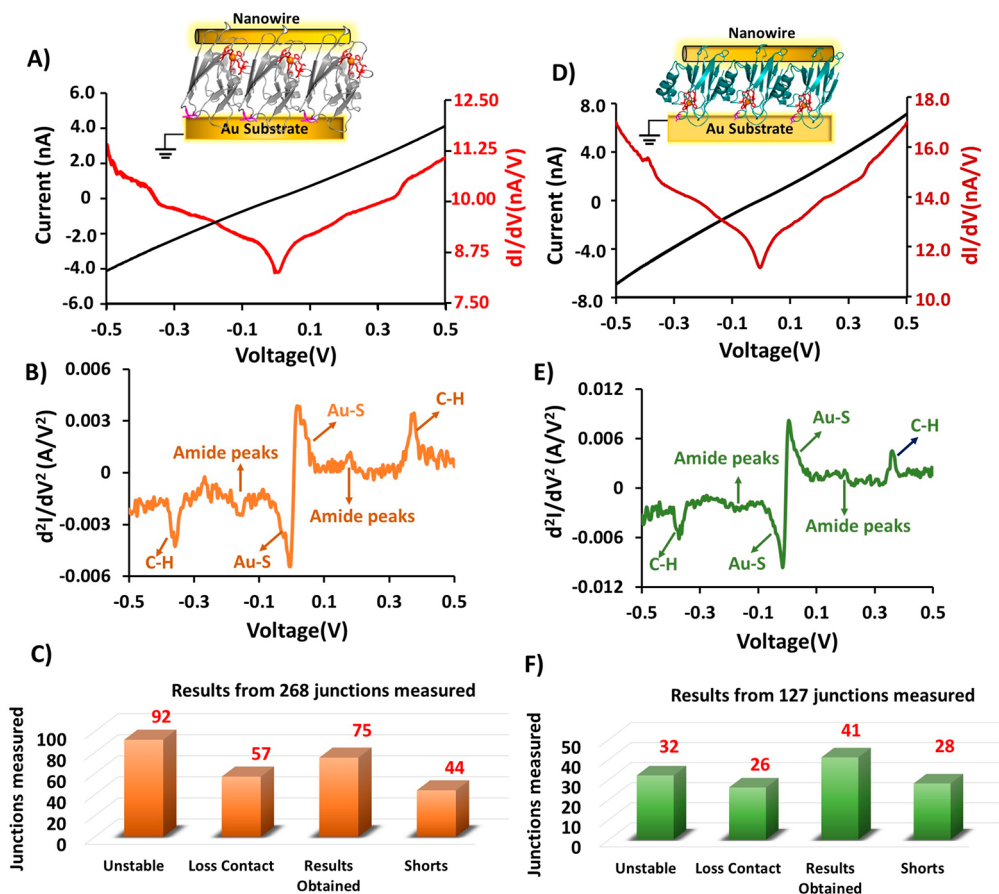 A)
Nanowire
Au Substrate
Current (nA)
6.0
4.0
2.0
0
-2.0
-4.0
-6.0
12.50
11.25
10.00
8.75
7.50
dI/dV(nA/V)
-0.5
-0.3
-0.1
0.1
0.3
0.5
Voltage(V)
D)
Nanowire
Au Substrate
Current (nA)
8.0
4.0
0
-4.0
-8.0
18.0
16.0
14.0
12.0
10.0
dI/dV(nA/V)
-0.5
-0.3
-0.1
0.1
0.3
0.5
Voltage(V)
B)
d²I/dV² (A/V²)
0.006
0.003
0
-0.003
-0.006
C-H
Amide peaks
Au-S
Au-S
Amide peaks
C-H
-0.5
-0.3
-0.1
0.1
0.3
0.5
Voltage(V)
E)
d²I/dV² (A/V²)
0.012
0.006
0
-0.006
-0.012
C-H
Amide peaks
Au-S
Au-S
Amide peaks
C-H
-0.5
-0.3
-0.1
0.1
0.3
0.5
Voltage(V)
C)
Results from 268 junctions measured
Junctions measured
100
80
60
40
20
0
92
57
75
44
Unstable
Loss Contact
Results
Obtained
Shorts
F)
Results from 127 junctions measured
Junctions measured
50
40
30
20
10
0
32
26
41
28
Unstable
Loss Contact
Results
Obtained
Shorts